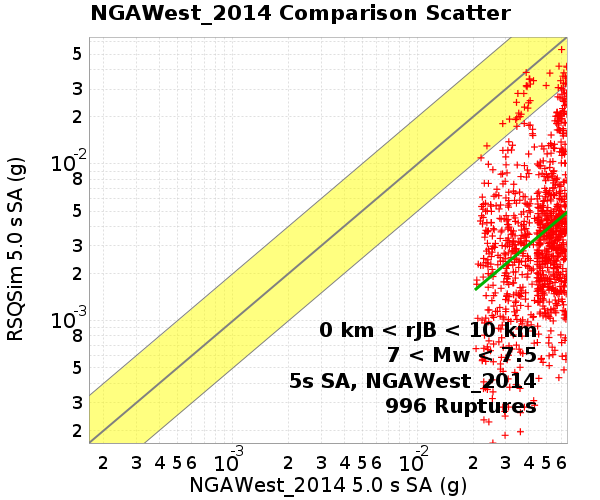 NGAWest_2014 Comparison Scatter
RSQSim 5.0 s SA (g)
5
3
2
10-2
8
5
3
2
10-3
8
5
3
2
0 km < rJB < 10 km
7 < Mw < 7.5
5s SA, NGAWest_2014
996 Ruptures
2 3 4 5 6 10-3 2 3 4 5 6 10-2 2 3 4 5 6
NGAWest_2014 5.0 s SA (g)